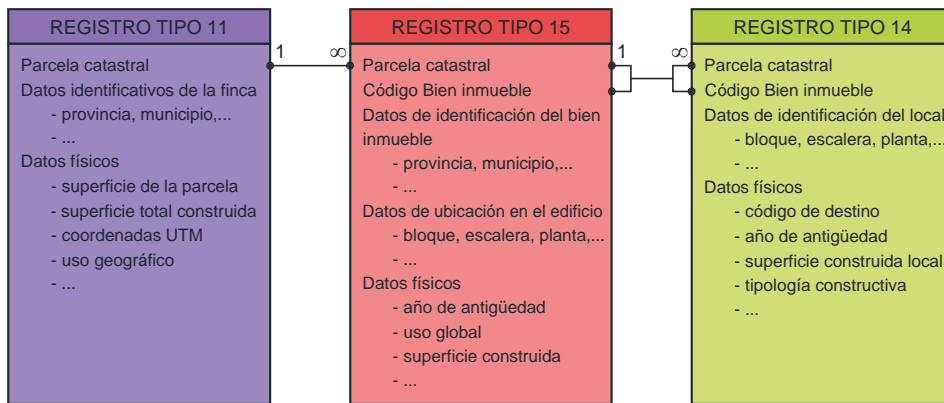 REGISTRO TIPO 11
Parcela catastral
Datos identificativos de la finca
- provincia, municipio,...
- ...
Datos físicos
- superficie de la parcela
- superficie total construida
- coordenadas UTM
- uso geográfico
- ...
1
∞
REGISTRO TIPO 15
Parcela catastral
Código Bien inmueble
Datos de identificación del bien
inmueble
- provincia, municipio,...
- ...
Datos de ubicación en el edificio
- bloque, escalera, planta,...
- ...
Datos físicos
- año de antigüedad
- uso global
- superficie construida
- ...
1
∞
REGISTRO TIPO 14
Parcela catastral
Código Bien inmueble
Datos de identificación del local
- bloque, escalera, planta,...
- ...
Datos físicos
- código de destino
- año de antigüedad
- superficie construida local
- tipología constructiva
- ...